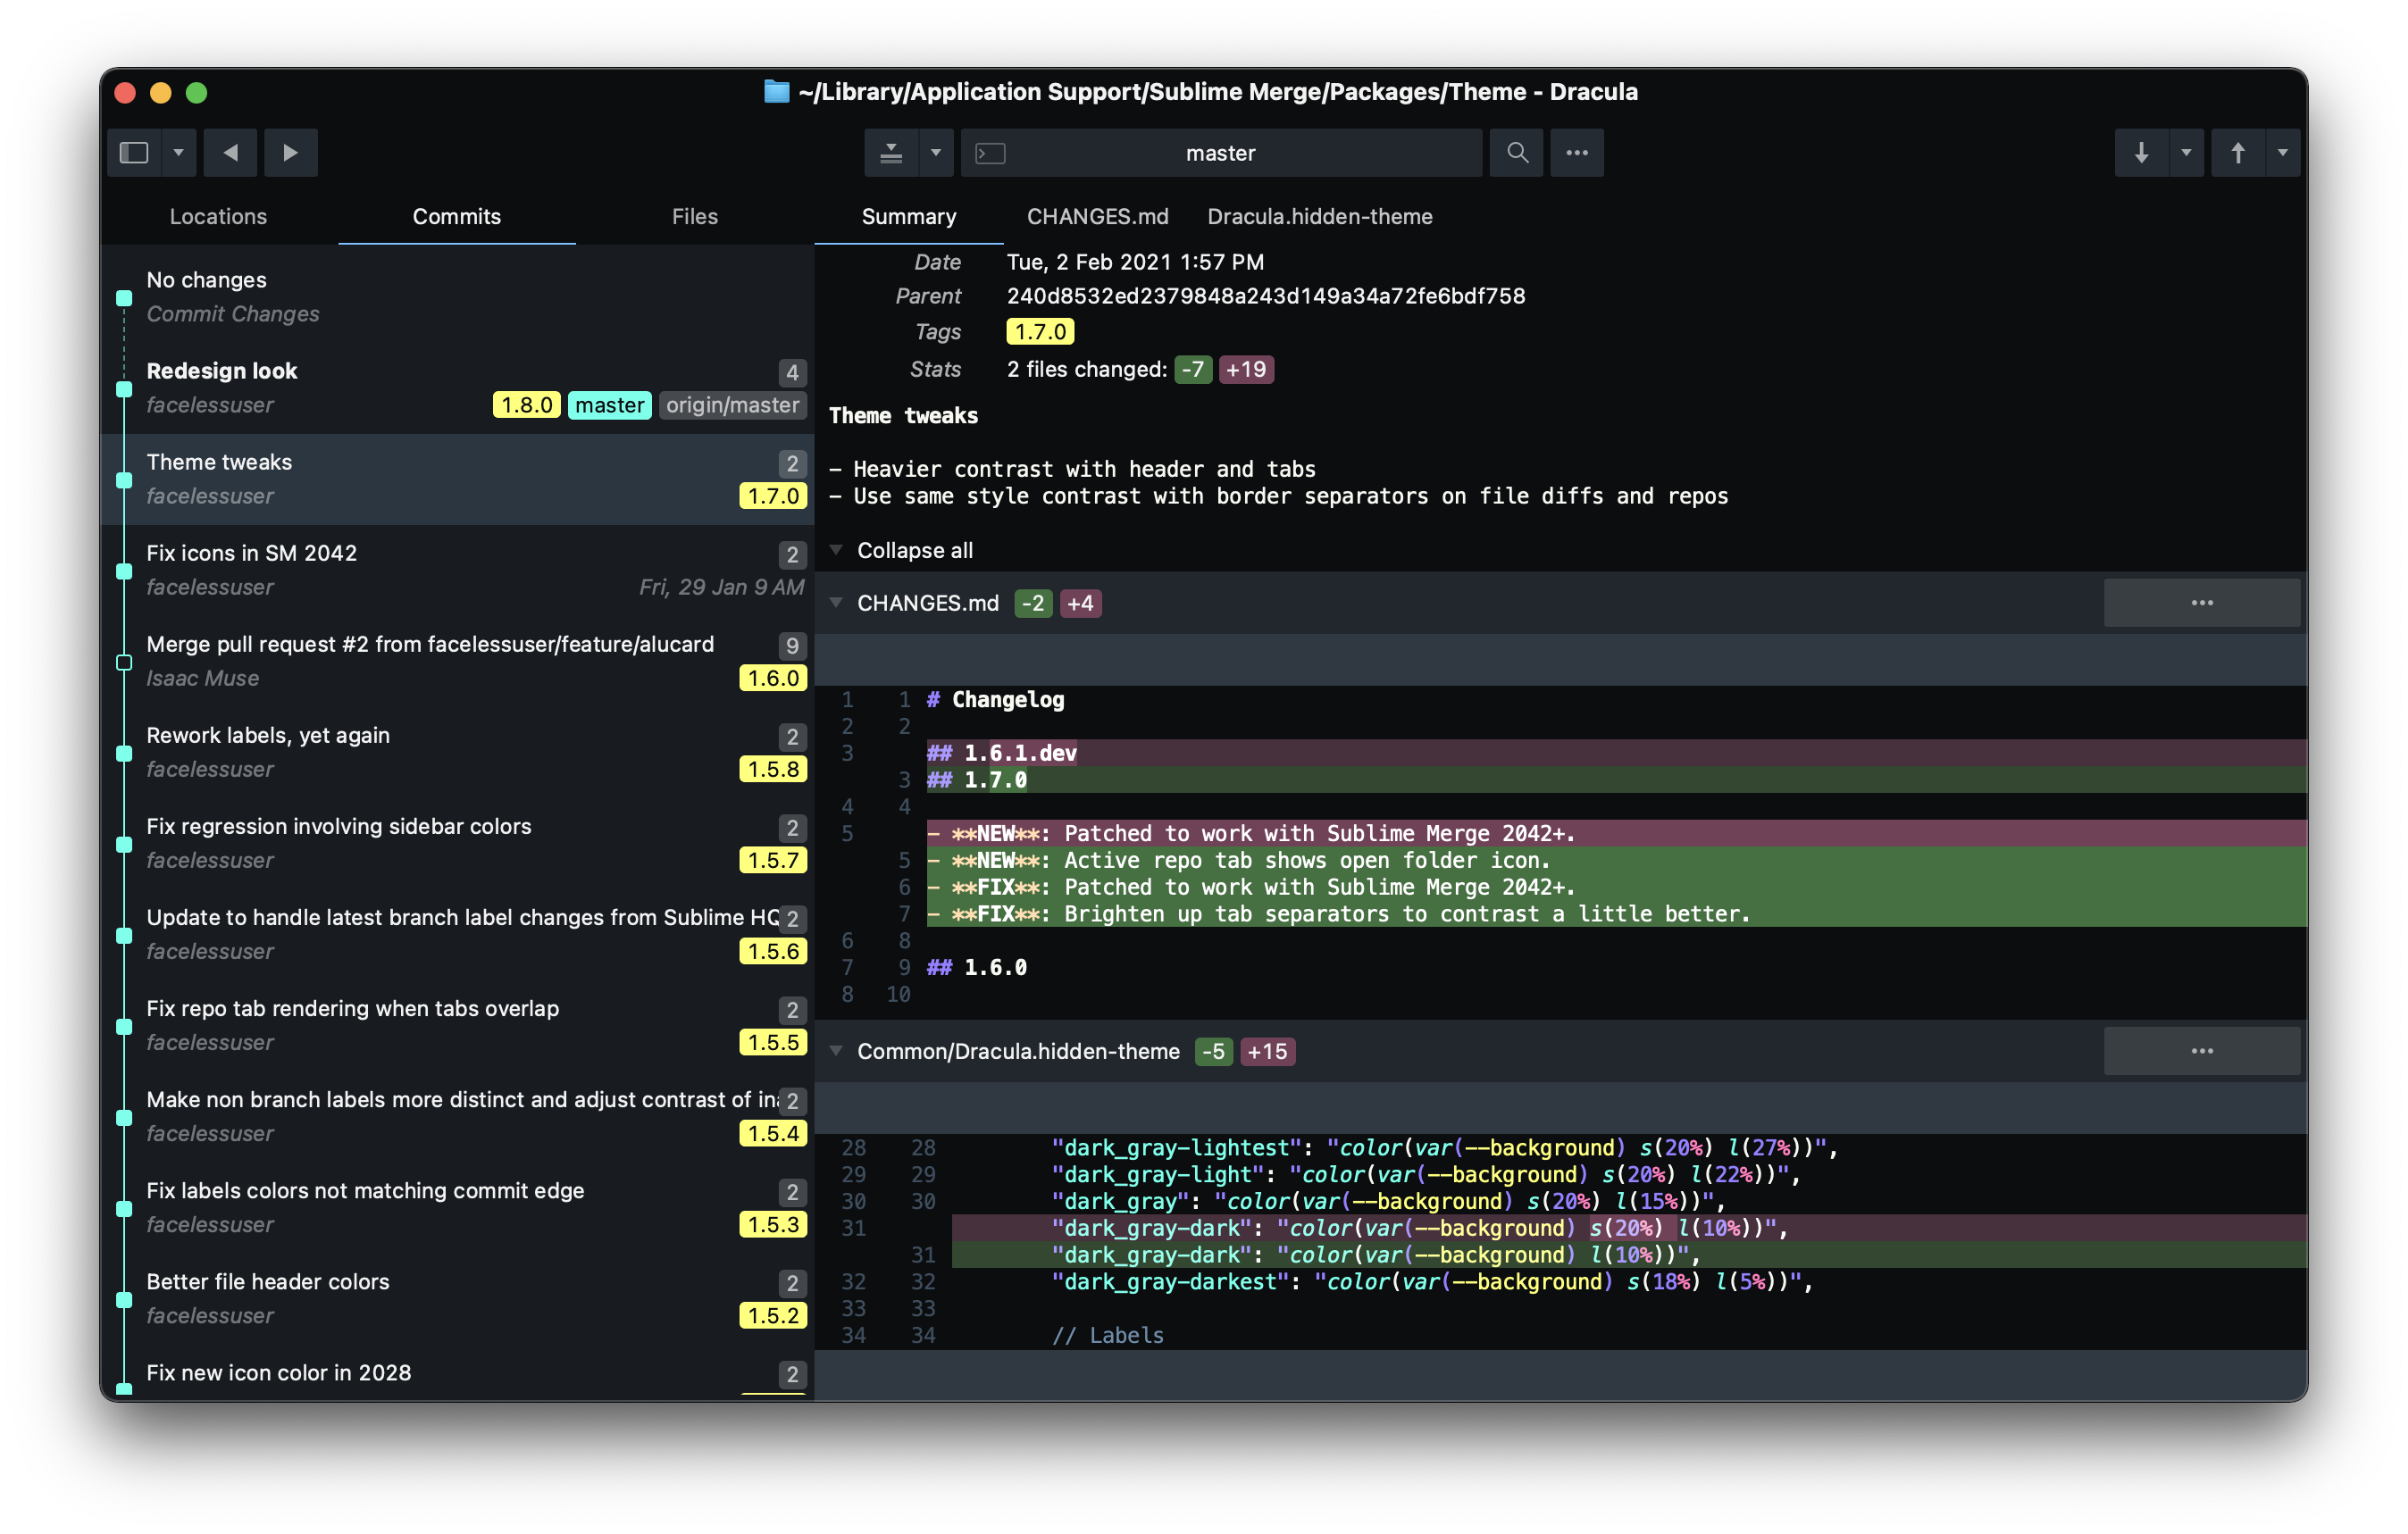 ~/Library/Application Support/Sublime Merge/Packages/Theme - Dracula
master
Locations
Commits
Files
No changes
Commit Changes
Redesign look 4
facelessuser 1.8.0 master origin/master
Theme tweaks 2
facelessuser 1.7.0
Fix icons in SM 2042 2
facelessuser Fri, 29 Jan 9 AM
Merge pull request #2 from facelessuser/feature/alucard 9
Isaac Muse 1.6.0
Rework labels, yet again 2
facelessuser 1.5.8
Fix regression involving sidebar colors 2
facelessuser 1.5.7
Update to handle latest branch label changes from Sublime HQ 2
facelessuser 1.5.6
Fix repo tab rendering when tabs overlap 2
facelessuser 1.5.5
Make non branch labels more distinct and adjust contrast of ina 2
facelessuser 1.5.4
Fix labels colors not matching commit edge 2
facelessuser 1.5.3
Better file header colors 2
facelessuser 1.5.2
Fix new icon color in 2028 2
Summary
CHANGES.md
Dracula.hidden-theme
Date Tue, 2 Feb 2021 1:57 PM
Parent 240d8532ed2379848a243d149a34a72fe6bdf758
Tags 1.7.0
Stats 2 files changed: -7 +19
Theme tweaks
- Heavier contrast with header and tabs
- Use same style contrast with border separators on file diffs and repos
Collapse all
CHANGES.md -2 +4
1 1 # Changelog
2 2
3 ## 1.6.1.dev
3 ## 1.7.0
4 4
5 - **NEW**: Patched to work with Sublime Merge 2042+.
5 - **NEW**: Active repo tab shows open folder icon.
6 - **FIX**: Patched to work with Sublime Merge 2042+.
7 - **FIX**: Brighten up tab separators to contrast a little better.
6 8
7 9 ## 1.6.0
8 10
Common/Dracula.hidden-theme -5 +15
28 28 "dark_gray-lightest": "color(var(--background) s(20%) l(27%))",
29 29 "dark_gray-light": "color(var(--background) s(20%) l(22%))",
30 30 "dark_gray": "color(var(--background) s(20%) l(15%))",
31 "dark_gray-dark": "color(var(--background) s(20%) l(10%))",
31 "dark_gray-dark": "color(var(--background) l(10%))",
32 32 "dark_gray-darkest": "color(var(--background) s(18%) l(5%))",
33 33
34 34 // Labels